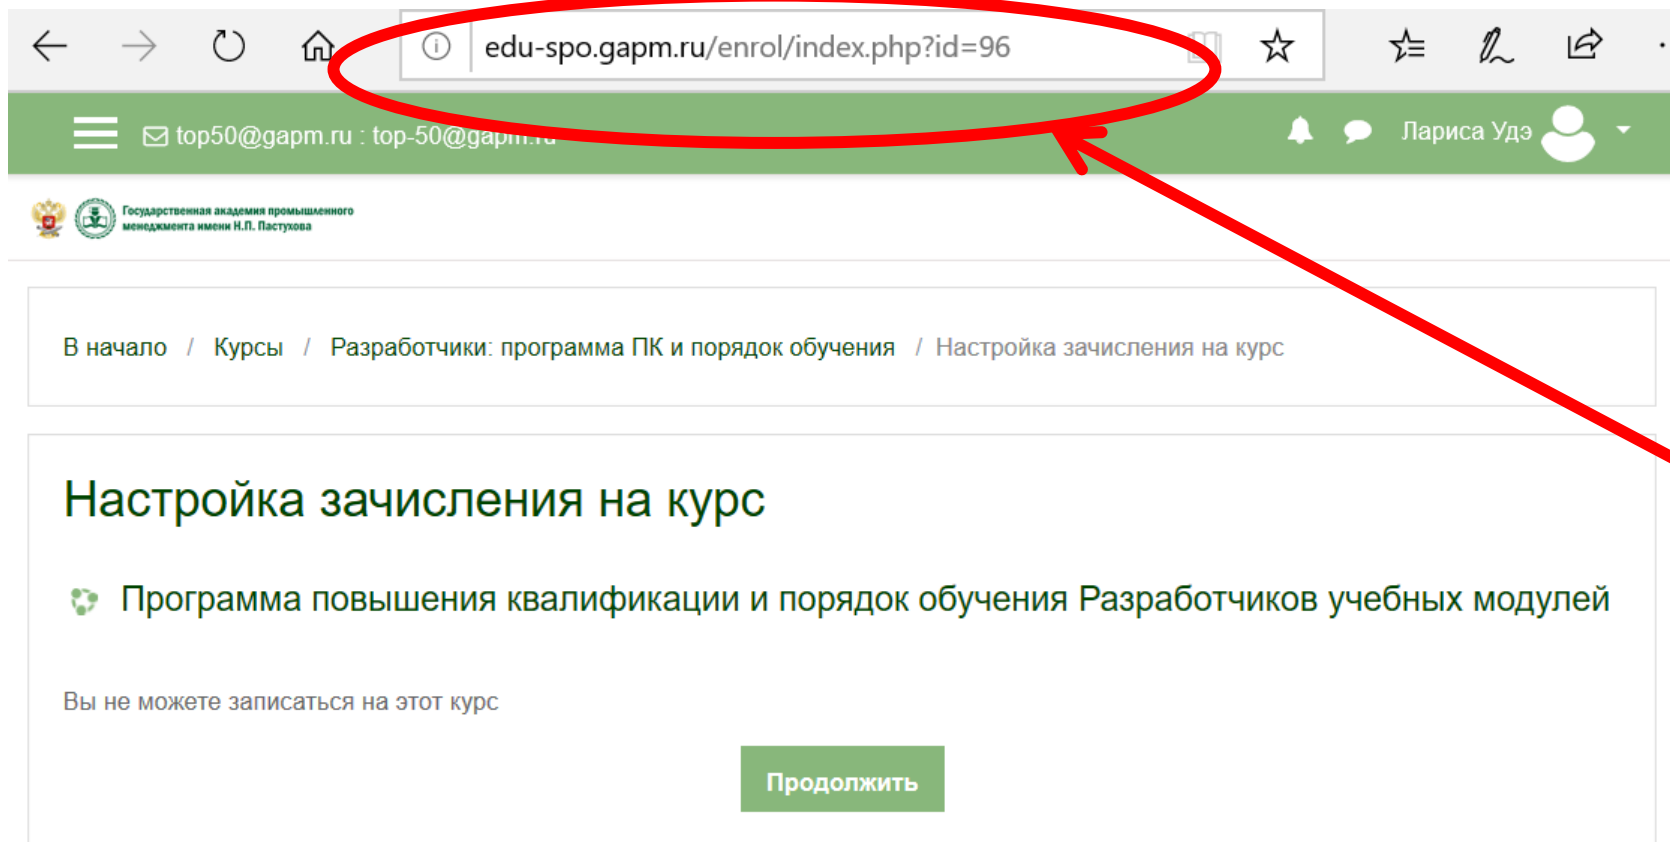 edu-spo.gapm.ru/enrol/index.php?id=96
top50@gapm.ru : top-50@gapm.ru
Лариса Удэ
Государственная академия промышленного
менеджмента имени Н.П. Пастухова
В начало / Курсы / Разработчики: программа ПК и порядок обучения / Настройка зачисления на курс
Настройка зачисления на курс
Программа повышения квалификации и порядок обучения Разработчиков учебных модулей
Вы не можете записаться на этот курс
Продолжить